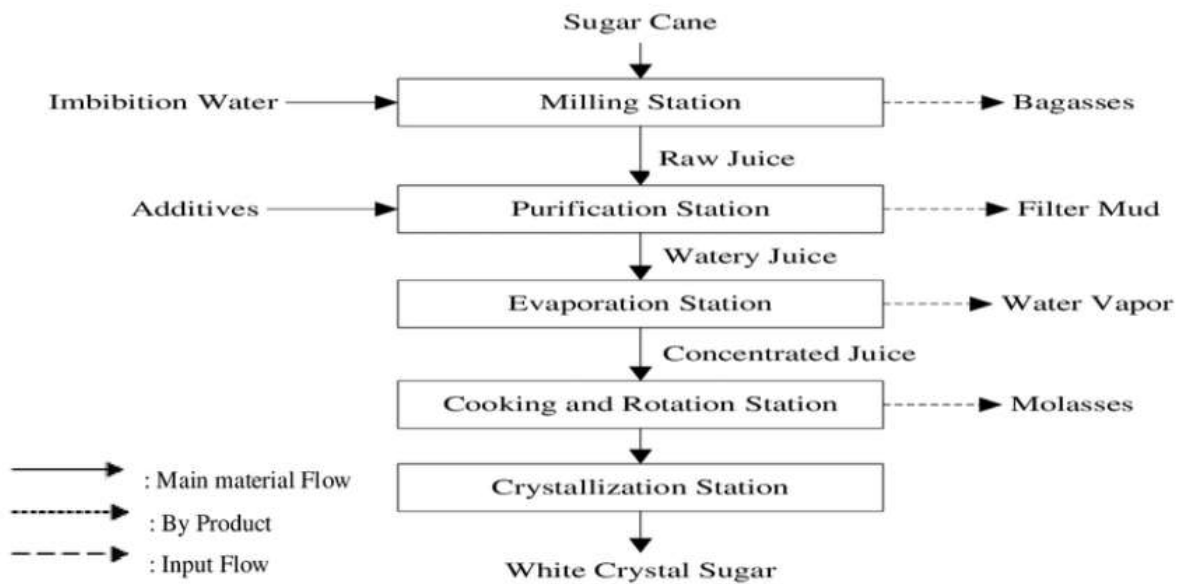 Sugar Cane
Imbibition Water
Milling Station
Bagasses
Raw Juice
Additives
Purification Station
Filter Mud
Watery Juice
Evaporation Station
Water Vapor
Concentrated Juice
Cooking and Rotation Station
Molasses
: Main material Flow
Crystallization Station
: By Product
: Input Flow
White Crystal Sugar